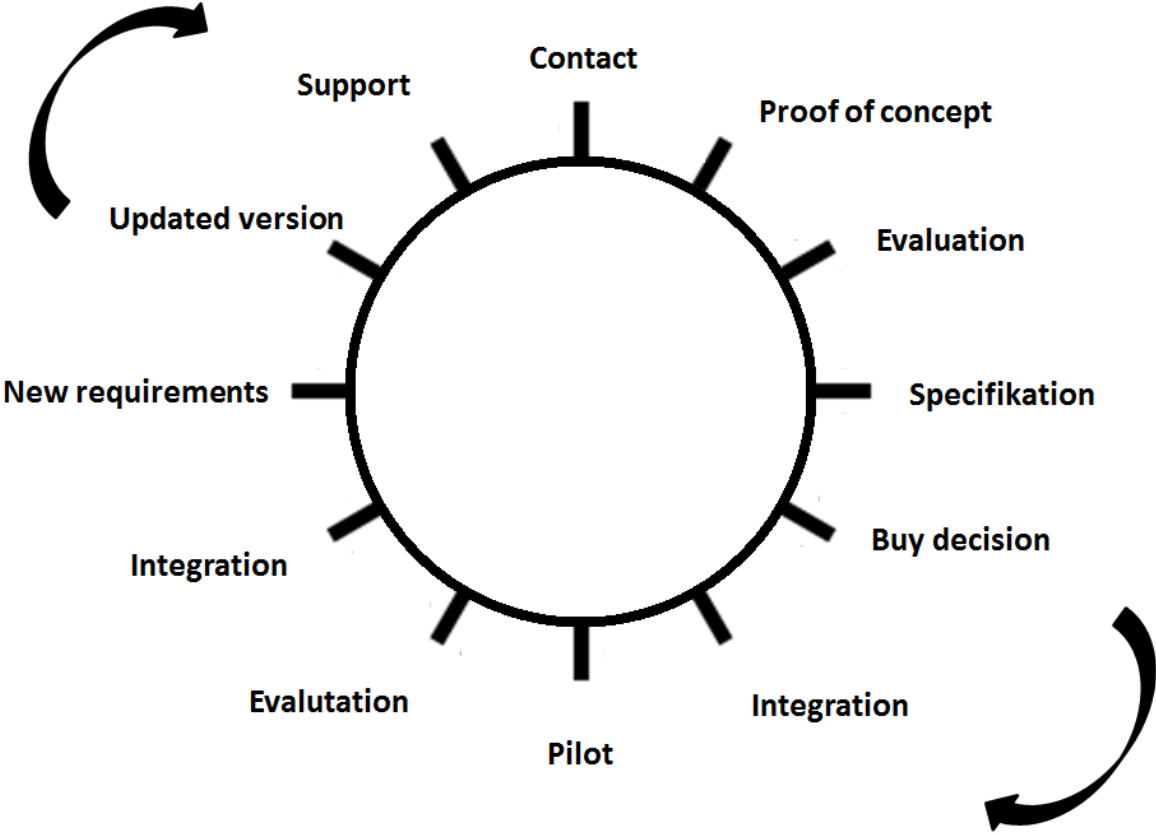 Contact
Proof of concept
Evaluation
Specifikation
Buy decision
Integration
Pilot
Evalutation
Integration
New requirements
Updated version
Support